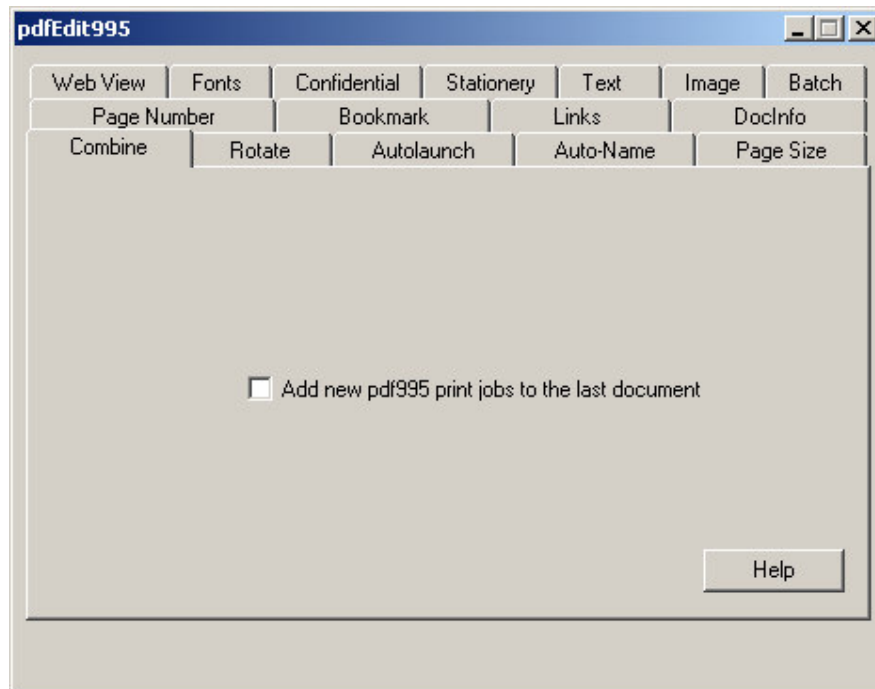 pdfEdit995
Web View Fonts Confidential Stationery Text Image Batch
Page Number Bookmark Links DocInfo
Combine Rotate Autolaunch Auto-Name Page Size
Add new pdf995 print jobs to the last document
Help